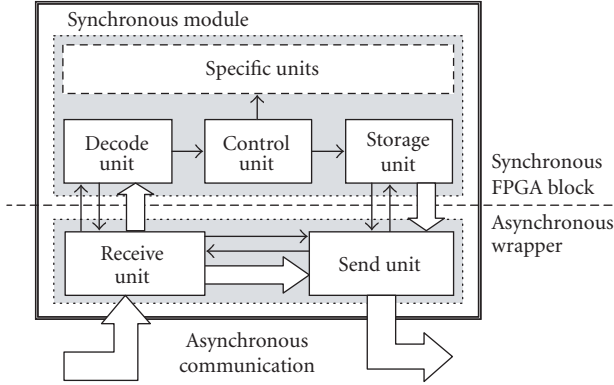 Synchronous module
Specific units
Decode
unit
Control
unit
Storage
unit
Synchronous
FPGA block
Asynchronous
wrapper
Receive
unit
Send unit
Asynchronous
communication